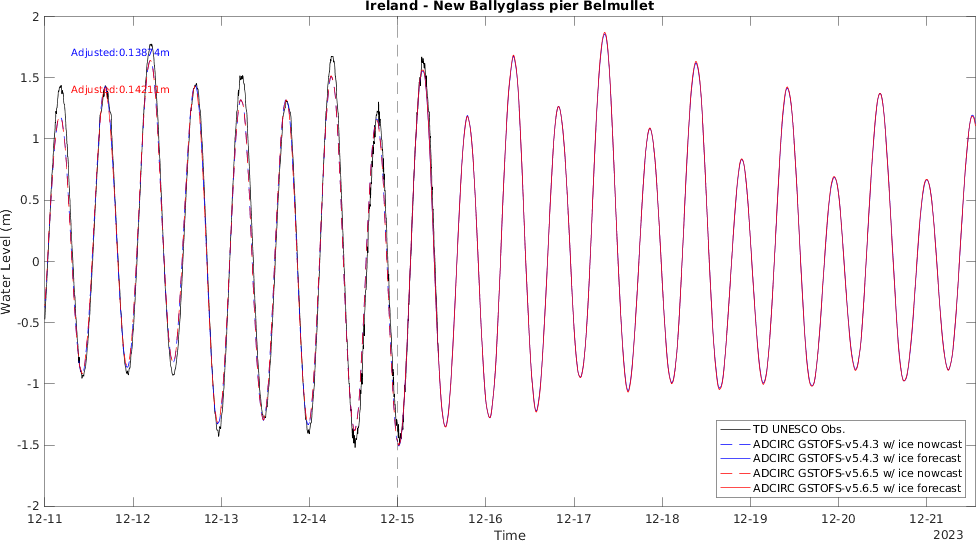 Ireland - New Ballyglass pier Belmullet
2
1.5
1
0.5
0
-0.5
-1
-1.5
-2
Water Level (m)
Adjusted:0.13874m
Adjusted:0.14211m
TD UNESCO Obs.
ADCIRC GSTOFS-v5.4.3 w/ ice nowcast
ADCIRC GSTOFS-v5.4.3 w/ ice forecast
ADCIRC GSTOFS-v5.6.5 w/ ice nowcast
ADCIRC GSTOFS-v5.6.5 w/ ice forecast
12-11 12-12 12-13 12-14 12-15 12-16 12-17 12-18 12-19 12-20 12-21
Time
2023